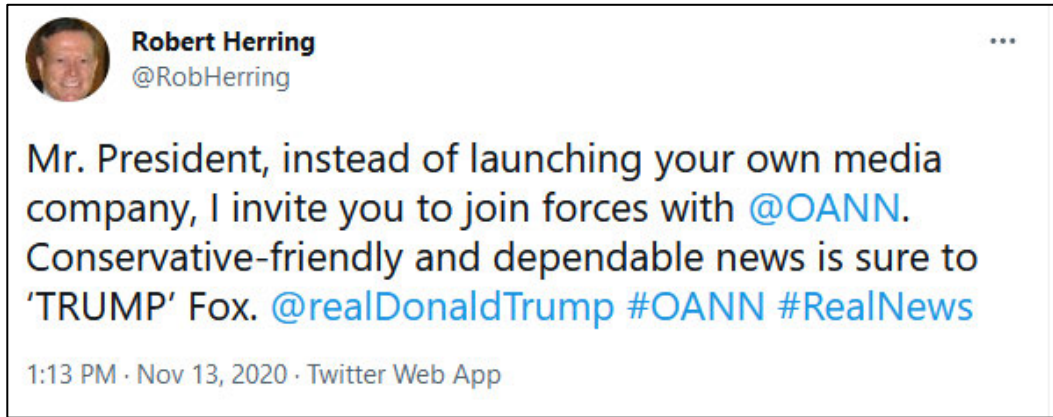 Robert Herring
@RobHerring
Mr. President, instead of launching your own media
company, I invite you to join forces with @OANN.
Conservative-friendly and dependable news is sure to
‘TRUMP’ Fox. @realDonaldTrump #OANN #RealNews
1:13 PM · Nov 13, 2020 · Twitter Web App